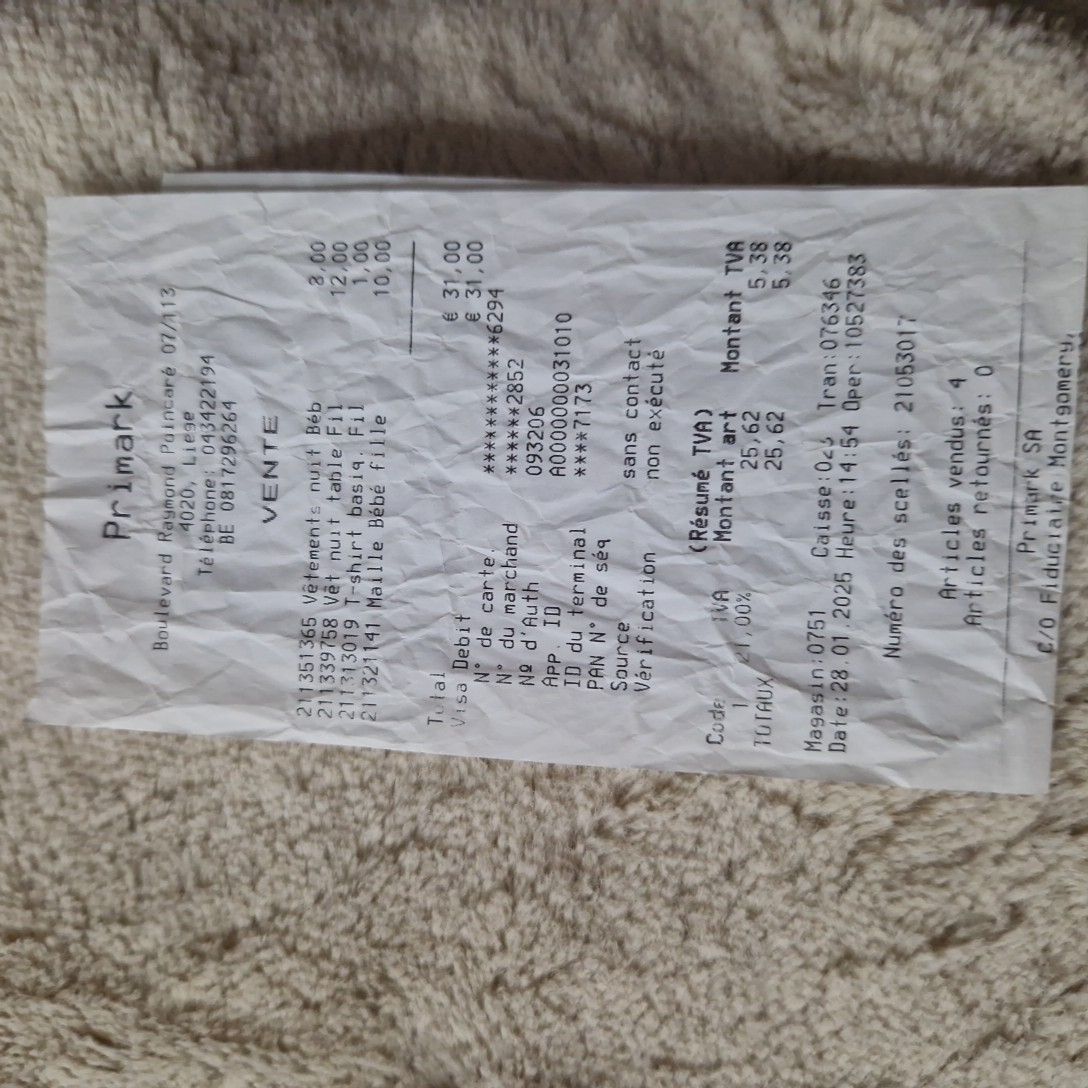 Primark
Boulevard Raymond Poincaré 07/113
4020, Liege
Téléphone: 043422194
BE 0817296264
VENTE
211351365 Vêtements nuit Béb 8,00
211339758 Vêt nuit table Fil 12,00
211313019 T-shirt basiq. Fil 1,00
211321141 Maille Bébé fille 10,00
Total € 31,00
Visa Debit € 31,00
N° de carte. ************6294
N° du marchand ******2852
Nº d'Auth 093206
APP. ID A0000000031010
ID du terminal ****7173
PAN N° de séq
Source sans contact
Vérification non exécuté
(Résumé TVA)
Code TVA Montant art Montant TVA
1 21,00% 25,62 5,38
TOTAUX 25,62 5,38
Magasin:0751 Caisse: Tran:076346
Date:28.01.2025 Heure:14:54 Oper:10527383
Numéro des scellés: 21053017
Articles vendus: 4
Articles retournés: 0
Primark SA
C/O Fiduciaire Montgomery,